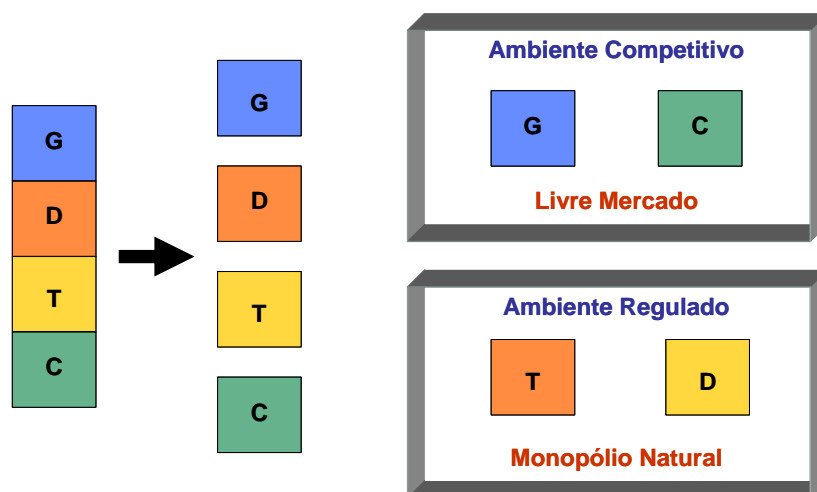 G
D
T
C
G
D
T
C
Ambiente Competitivo
G C
Livre Mercado
Ambiente Regulado
T D
Monopólio Natural